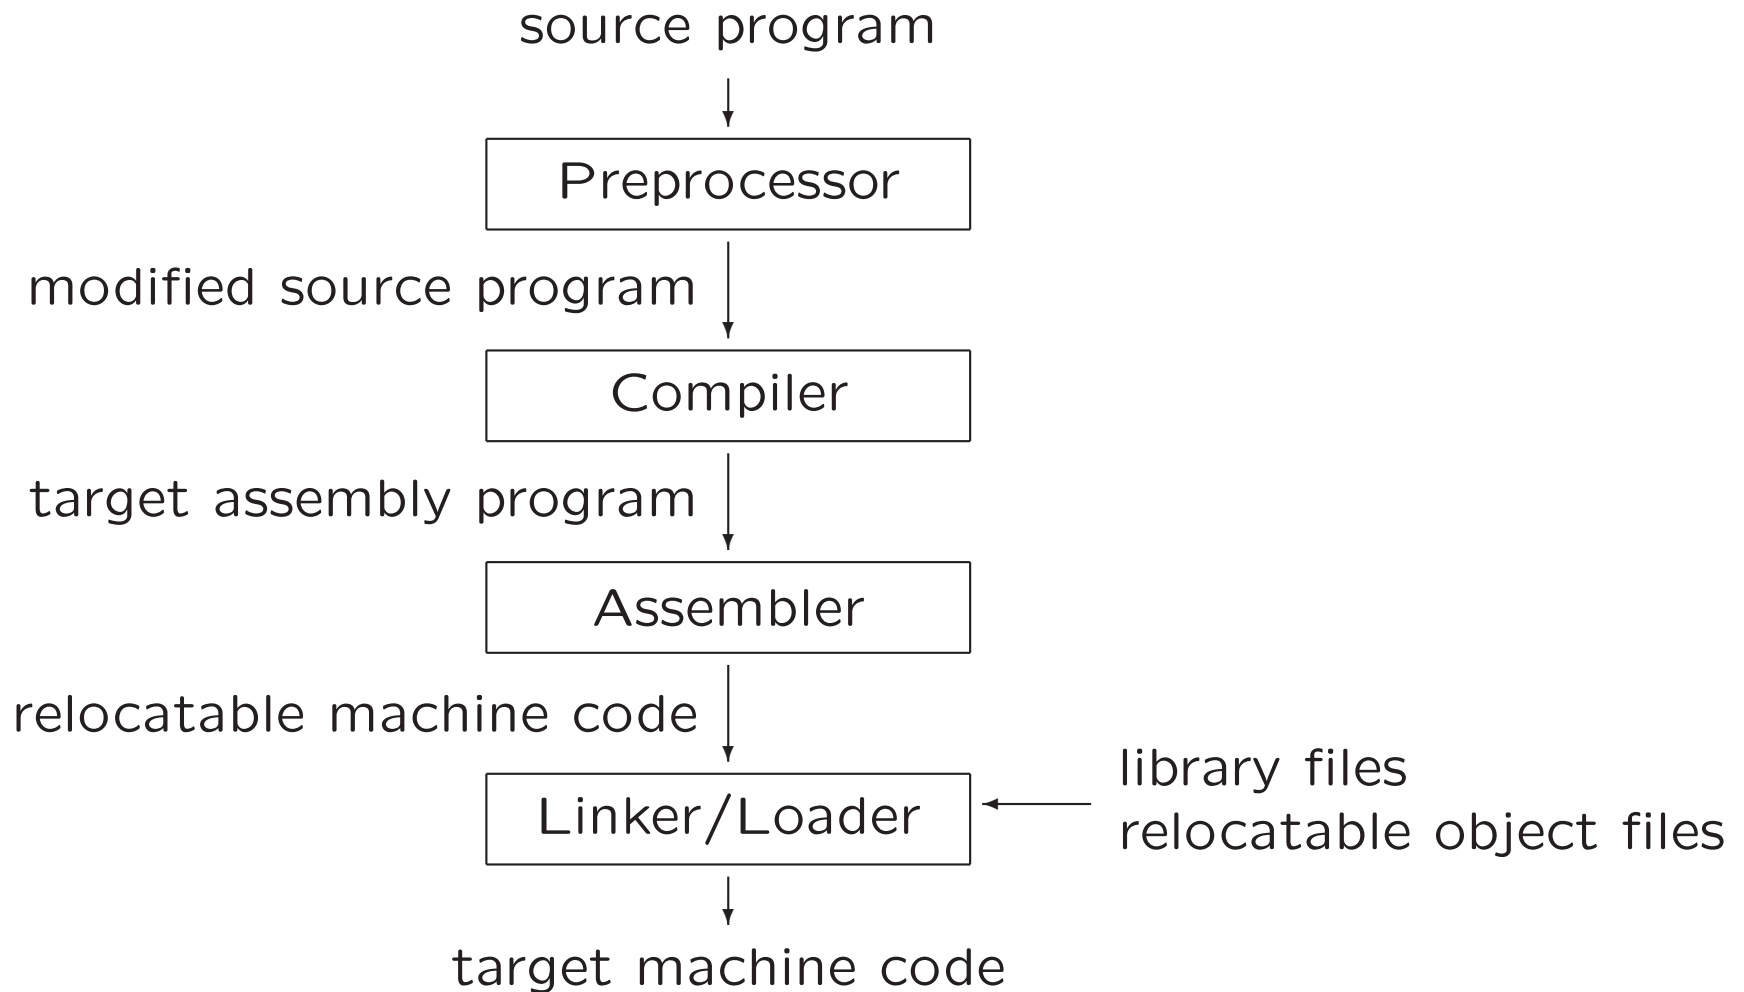 source program
Preprocessor
modified source program
Compiler
target assembly program
Assembler
relocatable machine code
Linker/Loader
library files
relocatable object files
target machine code